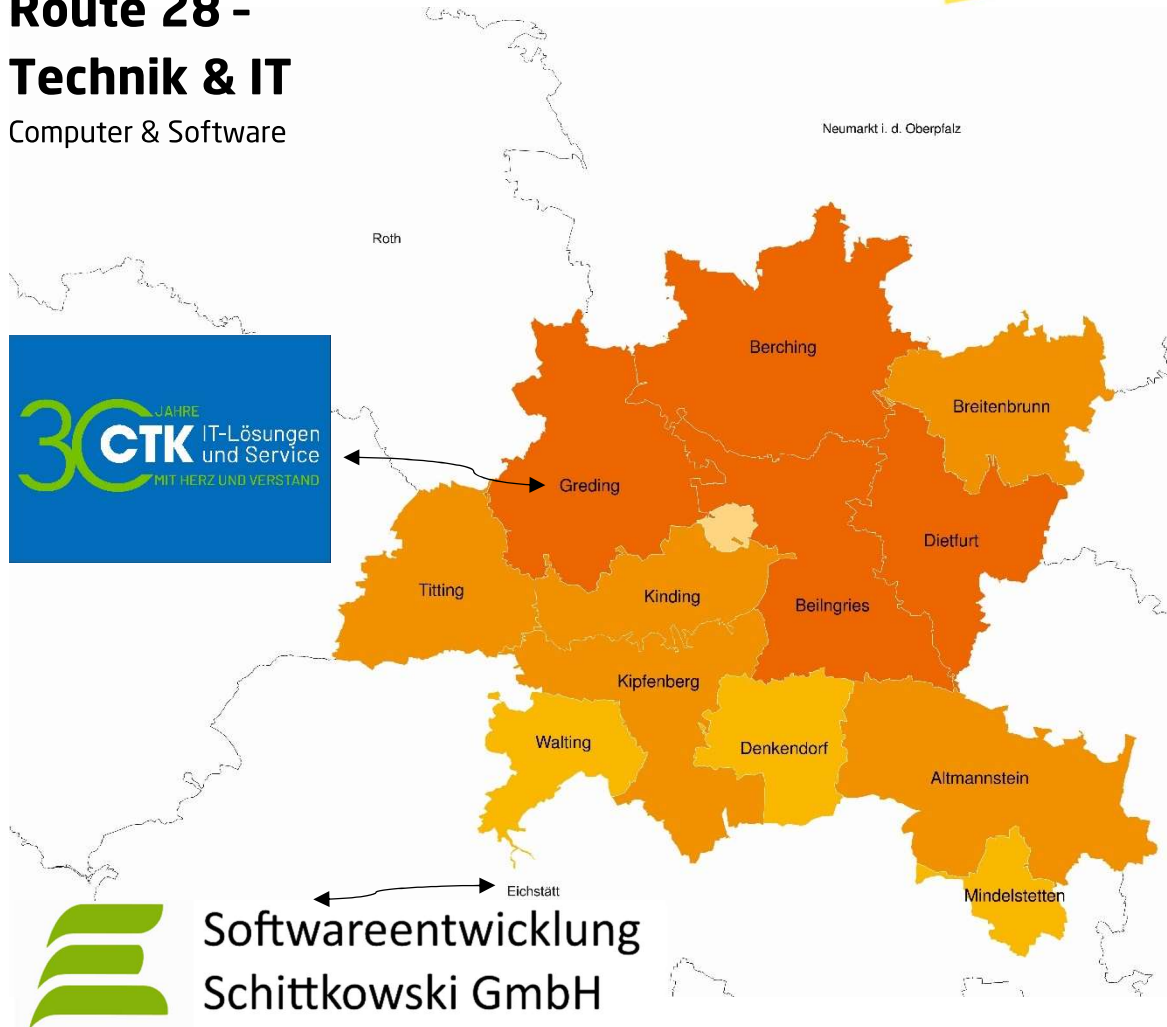 Route 28 –
Technik & IT
Computer & Software
Neumarkt i. d. Oberpfalz
Roth
Berching
Breitenbrunn
30 JAHRE
CTK IT-Lösungen
und Service
MIT HERZ UND VERSTAND
Greding
Dietfurt
Titting
Kinding
Beilngries
Kipfenberg
Walting
Denkendorf
Altmannstein
Eichstätt
Mindelstetten
Softwareentwicklung
Schittkowski GmbH